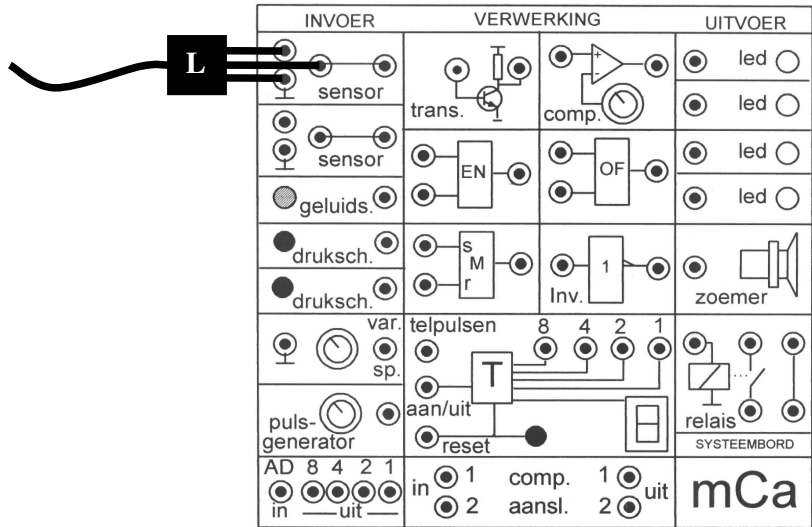 INVOER VERWERKING UITVOER
L
sensor
trans.
+
-
comp.
led
led
sensor
EN
OF
led
geluids.
led
druksch.
s
M
r
1
Inv.
druksch.
zoemer
var.
sp.
telpulsen
8 4 2 1
T
aan/uit
relais
puls-
generator
reset
SYSTEEMBORD
AD 8 4 2 1
in uit
in 1 comp. 1 uit
2 aansl. 2
mCa